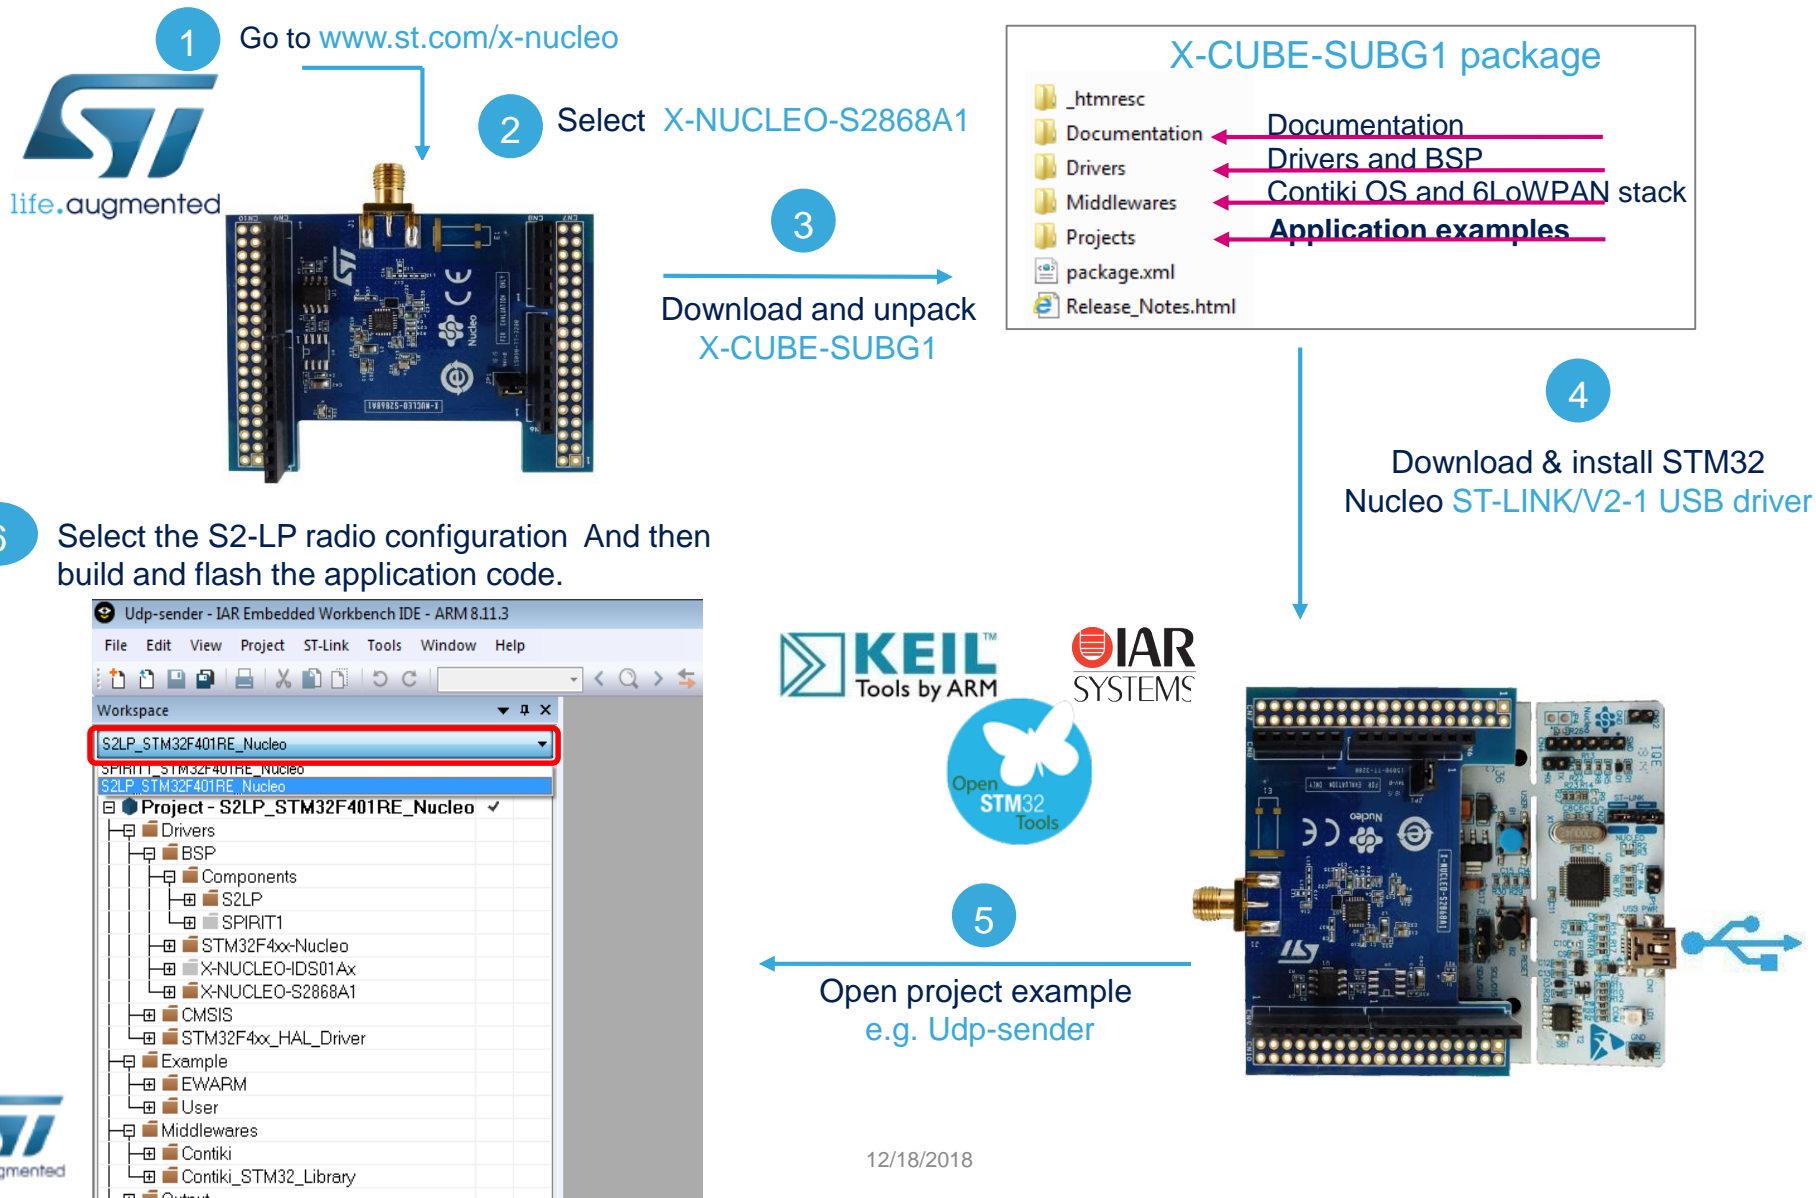 1
Go to www.st.com/x-nucleo
life.augmented
2
Select X-NUCLEO-S2868A1
3
Download and unpack
X-CUBE-SUBG1
X-CUBE-SUBG1 package
_htmresc
Documentation
Drivers
Middlewares
Projects
package.xml
Release_Notes.html
Documentation
Drivers and BSP
Contiki OS and 6LoWPAN stack
Application examples
4
Download & install STM32
Nucleo ST-LINK/V2-1 USB driver
KEIL™
Tools by ARM
IAR
SYSTEMS
Open
STM32
Tools
5
Open project example
e.g. Udp-sender
6
Select the S2-LP radio configuration And then
build and flash the application code.
Udp-sender - IAR Embedded Workbench IDE - ARM 8.11.3
File Edit View Project ST-Link Tools Window Help
Workspace
S2LP_STM32F401RE_Nucleo
SPIRIT1_STM32F401RE_Nucleo
S2LP_STM32F401RE_Nucleo
Project - S2LP_STM32F401RE_Nucleo
Drivers
BSP
Components
S2LP
SPIRIT1
STM32F4xx-Nucleo
X-NUCLEO-IDS01Ax
X-NUCLEO-S2868A1
CMSIS
STM32F4xx_HAL_Driver
Example
EWARM
User
Middlewares
Contiki
Contiki_STM32_Library
Output
12/18/2018